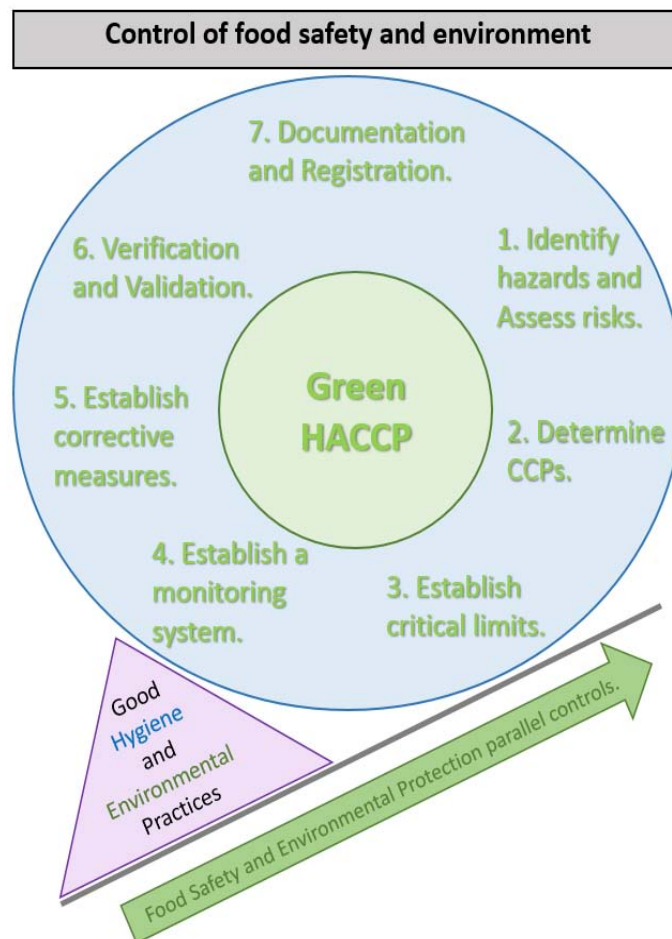 Control of food safety and environment
7. Documentation
and Registration.
1. Identify
hazards and
Assess risks.
2. Determine
CCPs.
3. Establish
critical limits.
4. Establish a
monitoring
system.
5. Establish
corrective
measures.
6. Verification
and Validation.
Green
HACCP
Good
Hygiene
and
Environmental
Practices
Food Safety and Environmental Protection parallel controls.